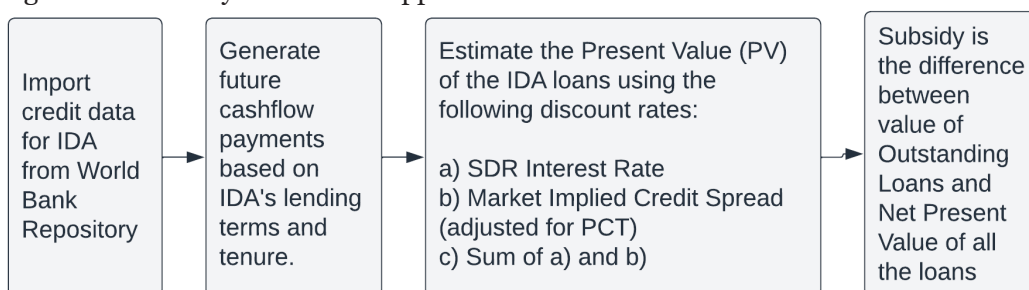 Import
credit data
for IDA
from World
Bank
Repository
Generate
future
cashflow
payments
based on
IDA's lending
terms and
tenure.
Estimate the Present Value (PV)
of the IDA loans using the
following discount rates:
a) SDR Interest Rate
b) Market Implied Credit Spread
(adjusted for PCT)
c) Sum of a) and b)
Subsidy is
the difference
between
value of
Outstanding
Loans and
Net Present
Value of all
the loans